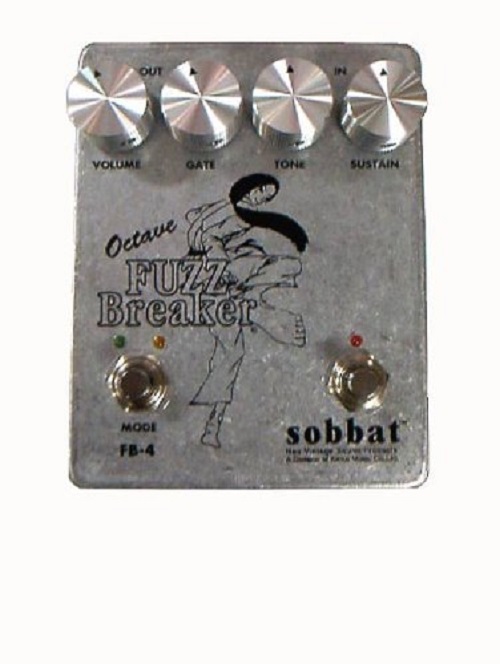 OUT IN
VOLUME GATE TONE SUSTAIN
Octave
FUZZ
Breaker
MODE
FB-4
sobbat